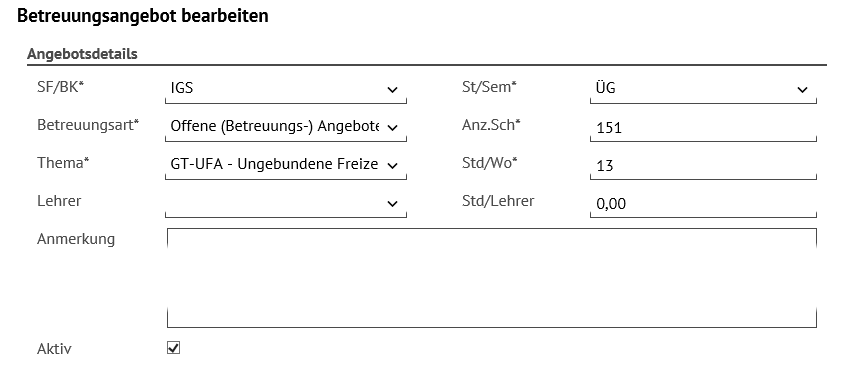 Betreuungsangebot bearbeiten
Angebotsdetails
SF/BK* IGS St/Sem* ÜG
Betreuungsart* Offene (Betreuungs-) Angebote Anz.Sch* 151
Thema* GT-UFA - Ungebundene Freize Std/Wo* 13
Lehrer Std/Lehrer 0,00
Anmerkung
Aktiv